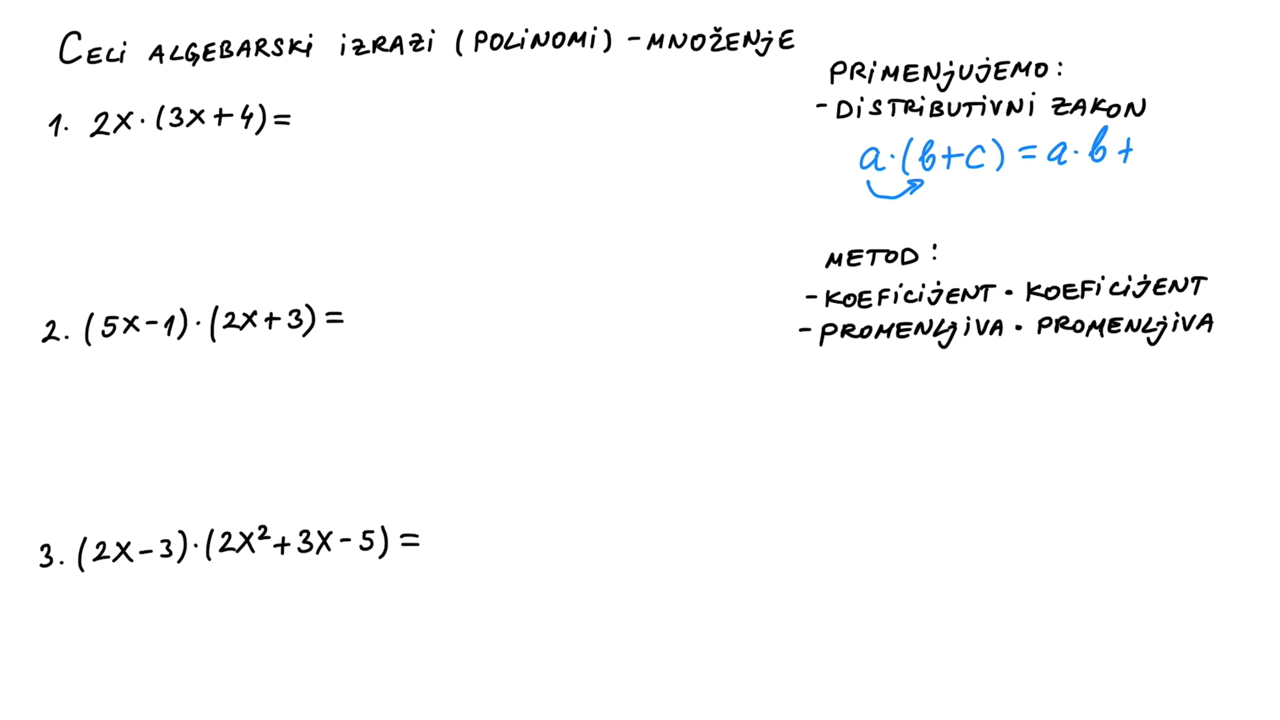 CELI ALGEBARSKI IZRAZI (POLINOMI) - MNOŽENJE
1. 2x·(3x+4)=
2. (5x-1)·(2x+3)=
3. (2x-3)·(2x²+3x-5)=
PRIMENJUJEMO:
- DISTRIBUTIVNI ZAKON
a·(b+c)=a·b+
METOD:
- KOEFICIJENT · KOEFICIJENT
- PROMENLJIVA · PROMENLJIVA